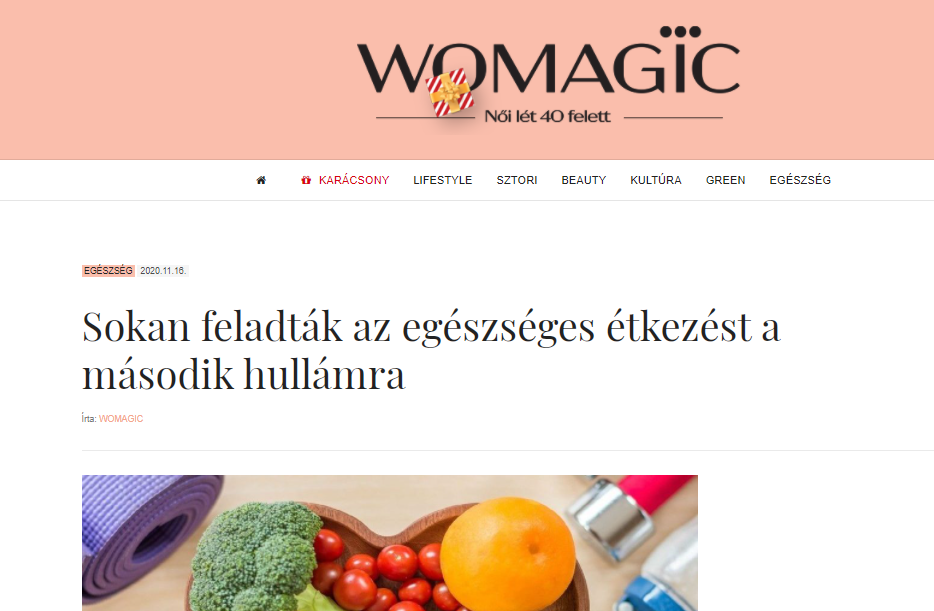 WOMAGÏC
Női lét 40 felett
KARÁCSONY LIFESTYLE SZTORI BEAUTY KULTÚRA GREEN EGÉSZSÉG
EGÉSZSÉG 2020.11.16.
Sokan feladták az egészséges étkezést a
második hullámra
Írta: WOMAGIC